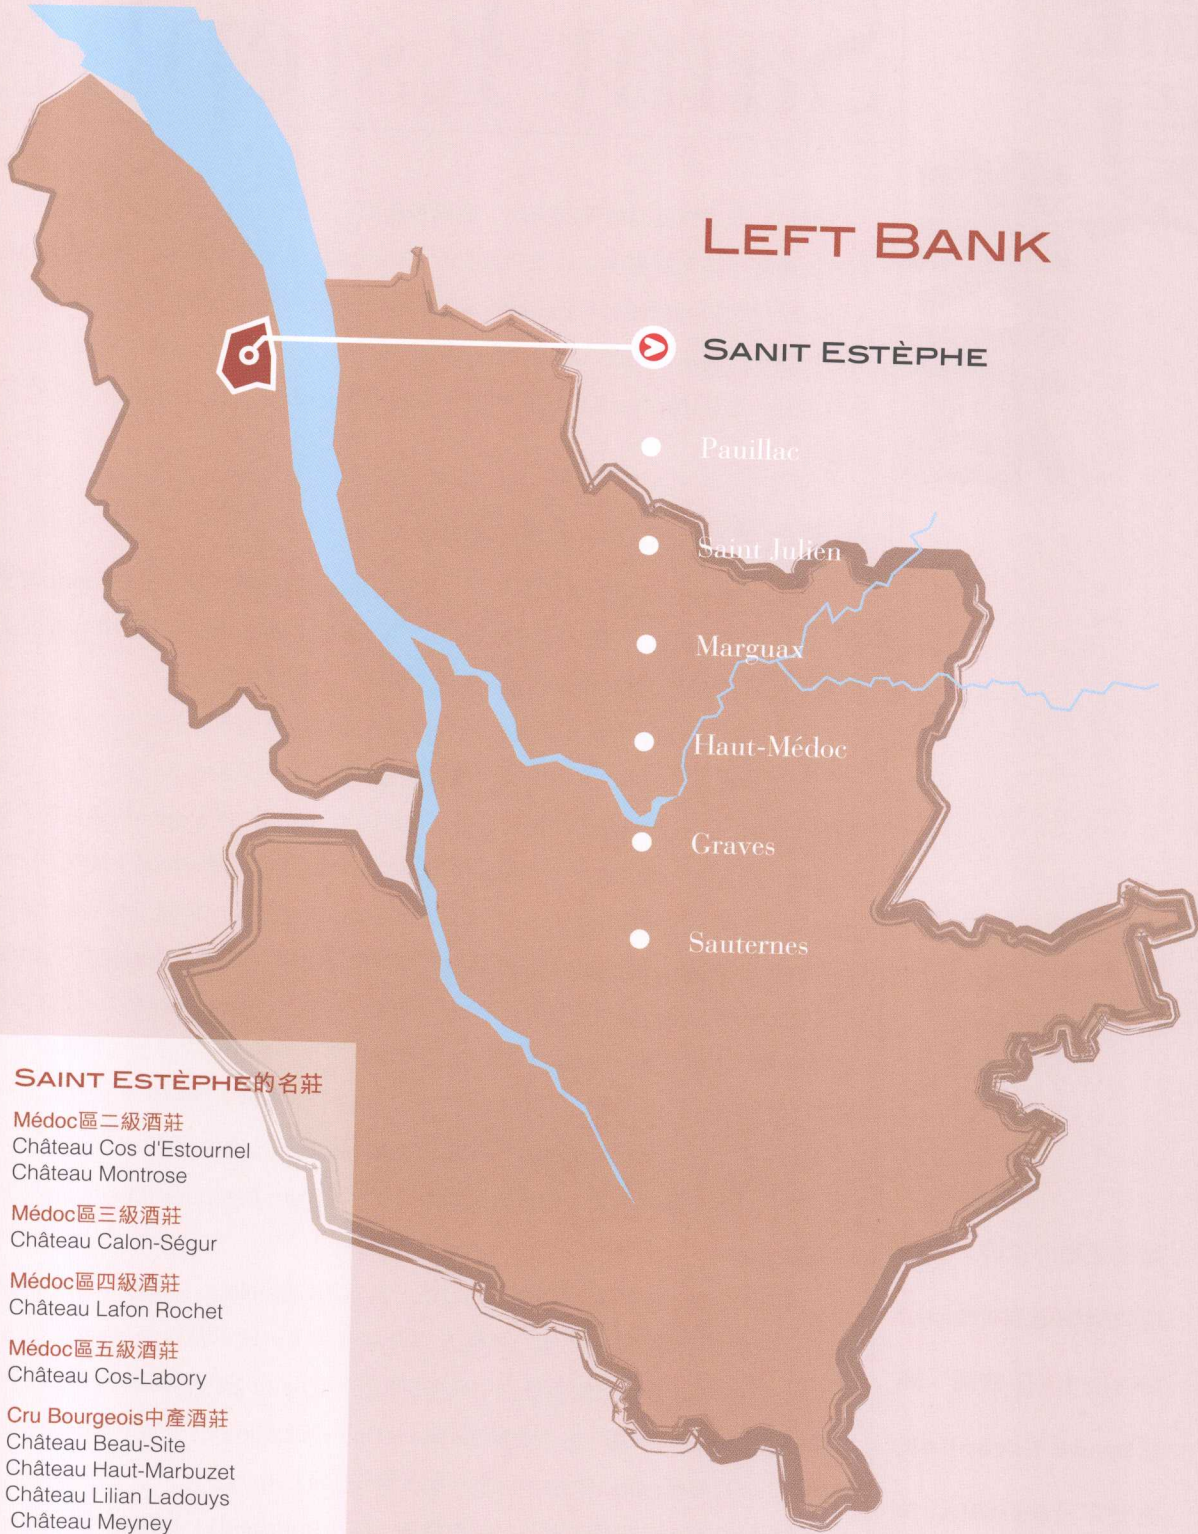 LEFT BANK
SANIT ESTÈPHE
Pauillac
Saint Julien
Marguax
Haut-Médoc
Graves
Sauternes
SAINT ESTÈPHE的名莊
Médoc區二級酒莊
Château Cos d'Estournel
Château Montrose
Médoc區三級酒莊
Château Calon-Ségur
Médoc區四級酒莊
Château Lafon Rochet
Médoc區五級酒莊
Château Cos-Labory
Cru Bourgeois中產酒莊
Château Beau-Site
Château Haut-Marbuzet
Château Lilian Ladouys
Château Meyney